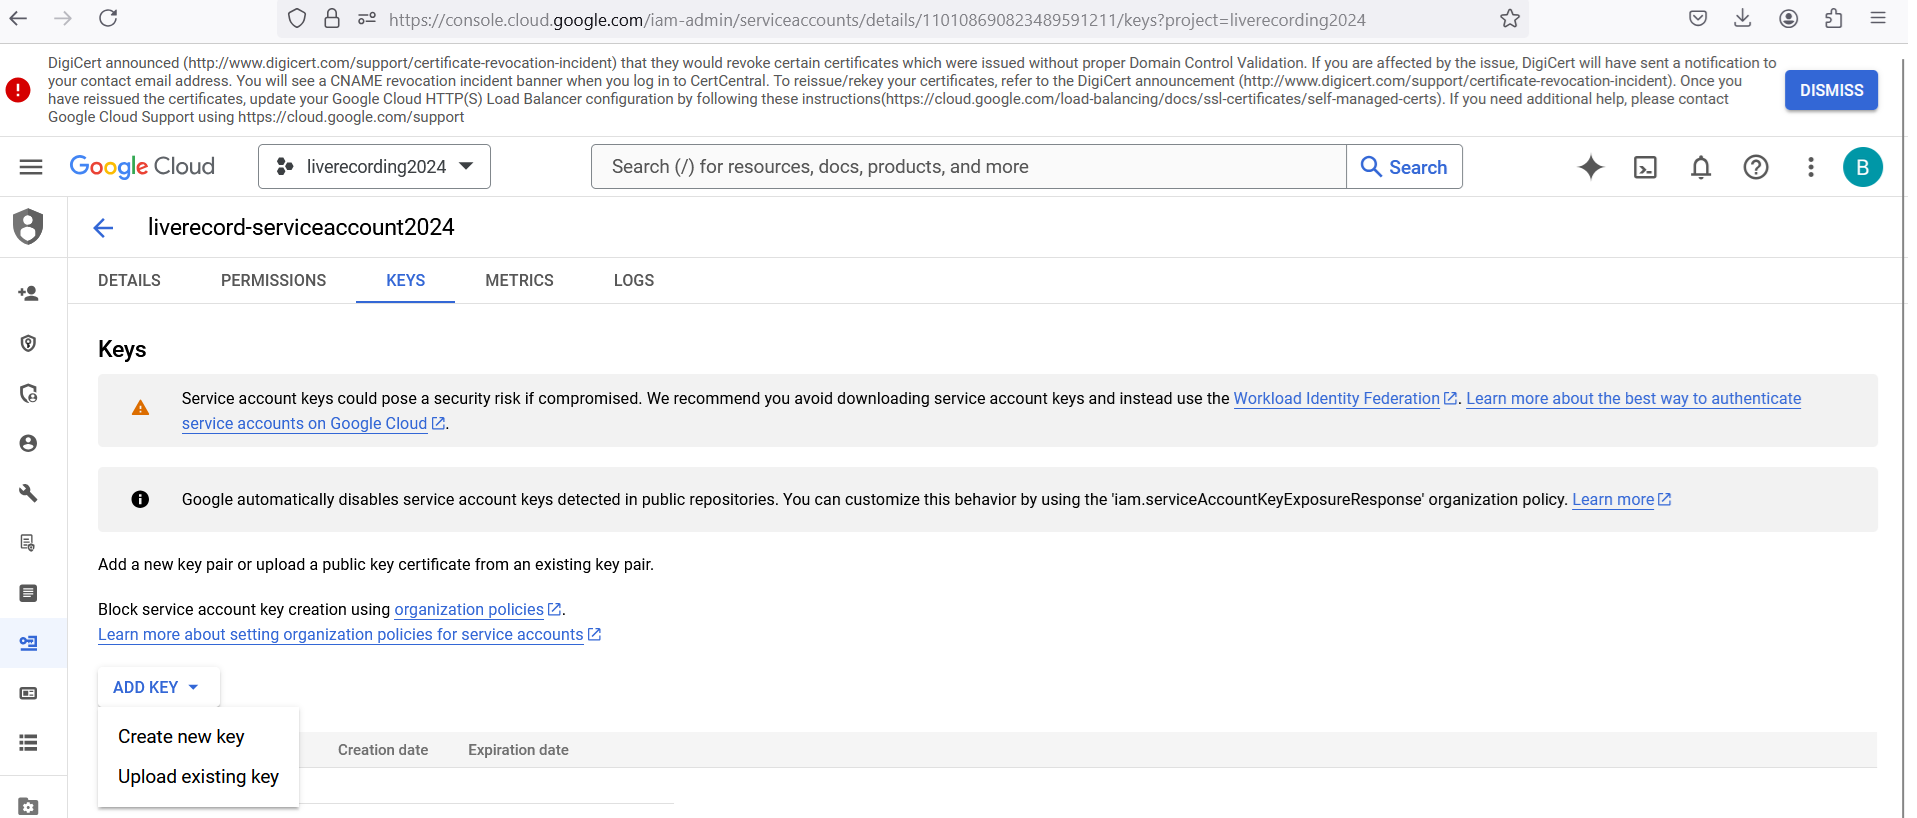 https://console.cloud.google.com/iam-admin/serviceaccounts/details/110108690823489591211/keys?project=liverecording2024
DigiCert announced (http://www.digicert.com/support/certificate-revocation-incident) that they would revoke certain certificates which were issued without proper Domain Control Validation. If you are affected by the issue, DigiCert will have sent a notification to
your contact email address. You will see a CNAME revocation incident banner when you log in to CertCentral. To reissue/rekey your certificates, refer to the DigiCert announcement (http://www.digicert.com/support/certificate-revocation-incident). Once you
have reissued the certificates, update your Google Cloud HTTP(S) Load Balancer configuration by following these instructions(https://cloud.google.com/load-balancing/docs/ssl-certificates/self-managed-certs). If you need additional help, please contact
Google Cloud Support using https://cloud.google.com/support
DISMISS
Google Cloud
liverecording2024
Search (/) for resources, docs, products, and more
Search
B
liverecord-serviceaccount2024
DETAILS
PERMISSIONS
KEYS
METRICS
LOGS
Keys
Service account keys could pose a security risk if compromised. We recommend you avoid downloading service account keys and instead use the Workload Identity Federation. Learn more about the best way to authenticate
service accounts on Google Cloud.
Google automatically disables service account keys detected in public repositories. You can customize this behavior by using the 'iam.serviceAccountKeyExposureResponse' organization policy. Learn more
Add a new key pair or upload a public key certificate from an existing key pair.
Block service account key creation using organization policies.
Learn more about setting organization policies for service accounts
ADD KEY
Create new key
Upload existing key
Creation date
Expiration date